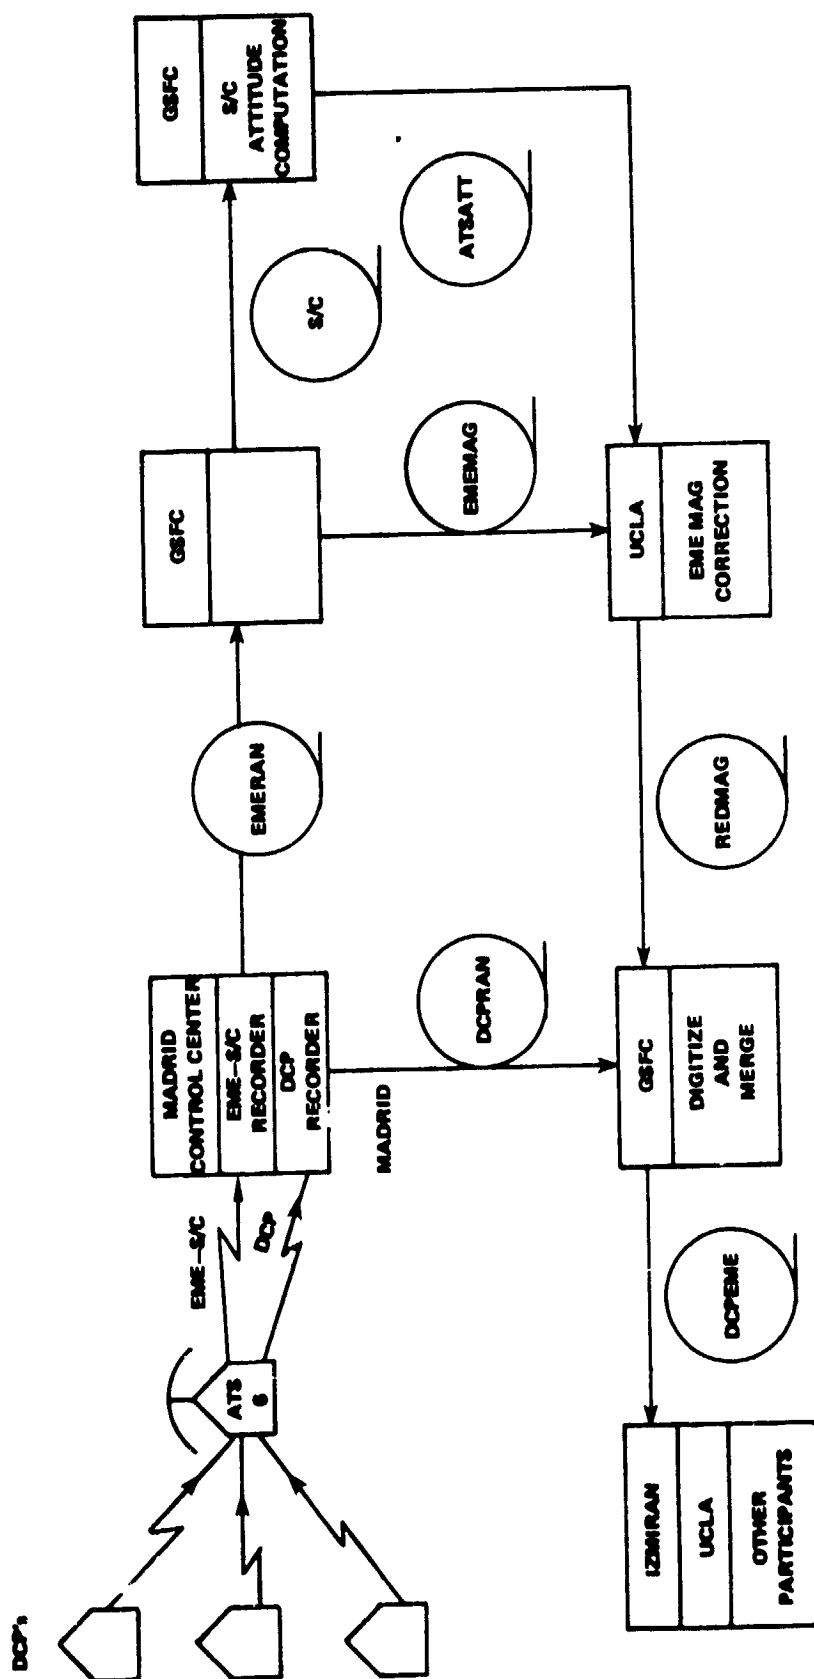 DCP's
ATS
6
EME-S/C
DCP
MADRID
CONTROL CENTER
EME-S/C
RECORDER
DCP
RECORDER
MADRID
EMERAN
GSFC
S/C
GSFC
S/C
ATTITUDE
COMPUTATION
DCPRAN
EMEMAG
ATSATT
IZMIRAN
UCLA
OTHER
PARTICIPANTS
DCPEME
GSFC
DIGITIZE
AND
MERGE
REDMAG
UCLA
EME MAG
CORRECTION